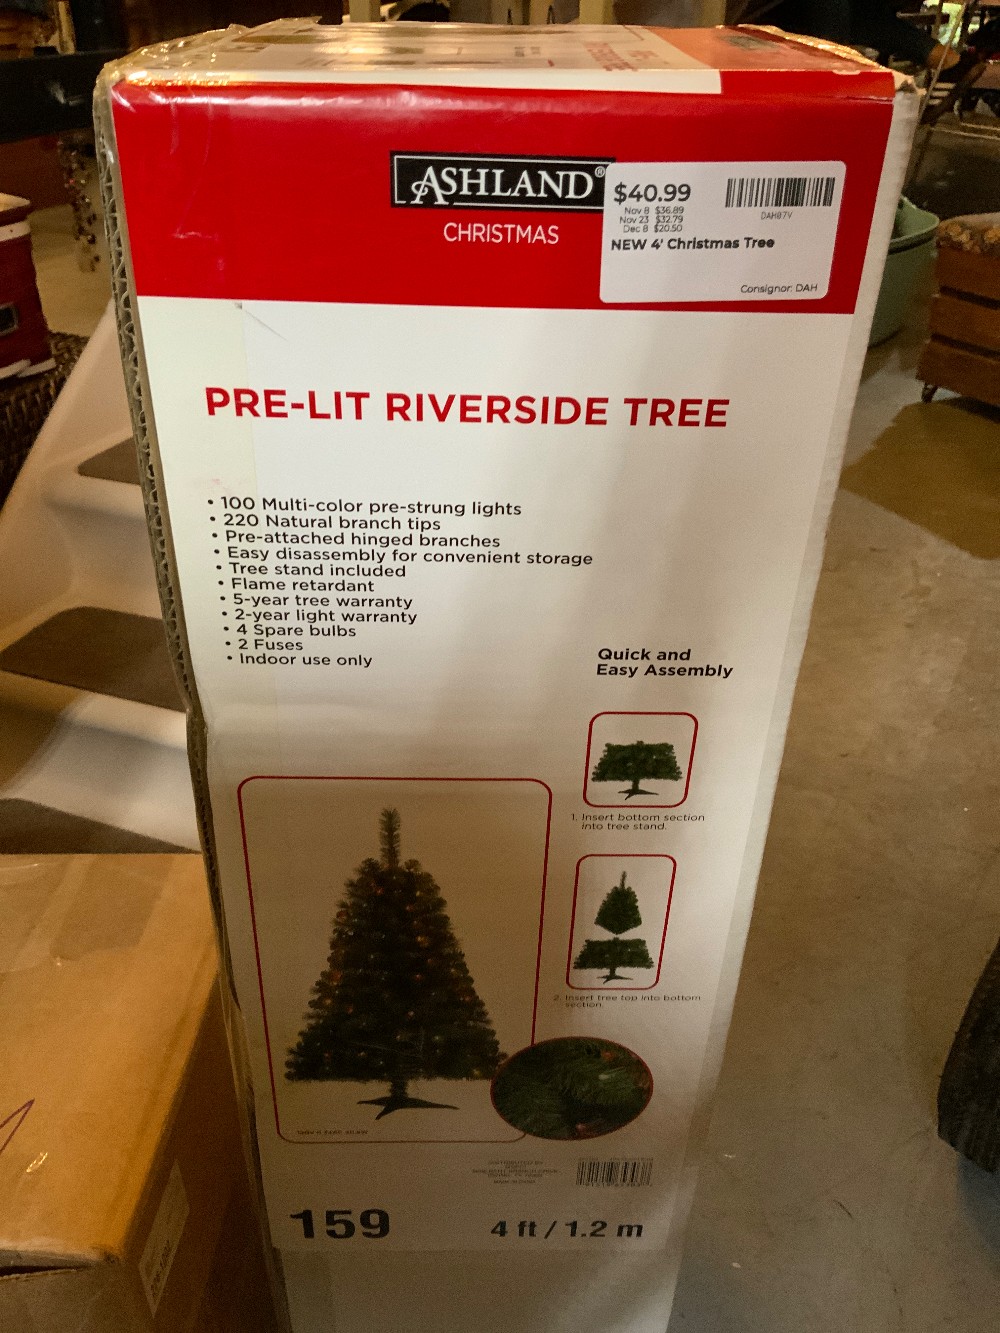 ASHLAND®
CHRISTMAS
$40.99
Nov 8 $36.89
Nov 23 $32.79
Dec 8 $20.50
DAH87V
NEW 4' Christmas Tree
Consignor: DAH
PRE-LIT RIVERSIDE TREE
• 100 Multi-color pre-strung lights
• 220 Natural branch tips
• Pre-attached hinged branches
• Easy disassembly for convenient storage
• Tree stand included
• Flame retardant
• 5-year tree warranty
• 2-year light warranty
• 4 Spare bulbs
• 2 Fuses
• Indoor use only
Quick and
Easy Assembly
1. Insert bottom section
into tree stand.
2. Insert tree top into bottom
section.
159
4 ft / 1.2 m